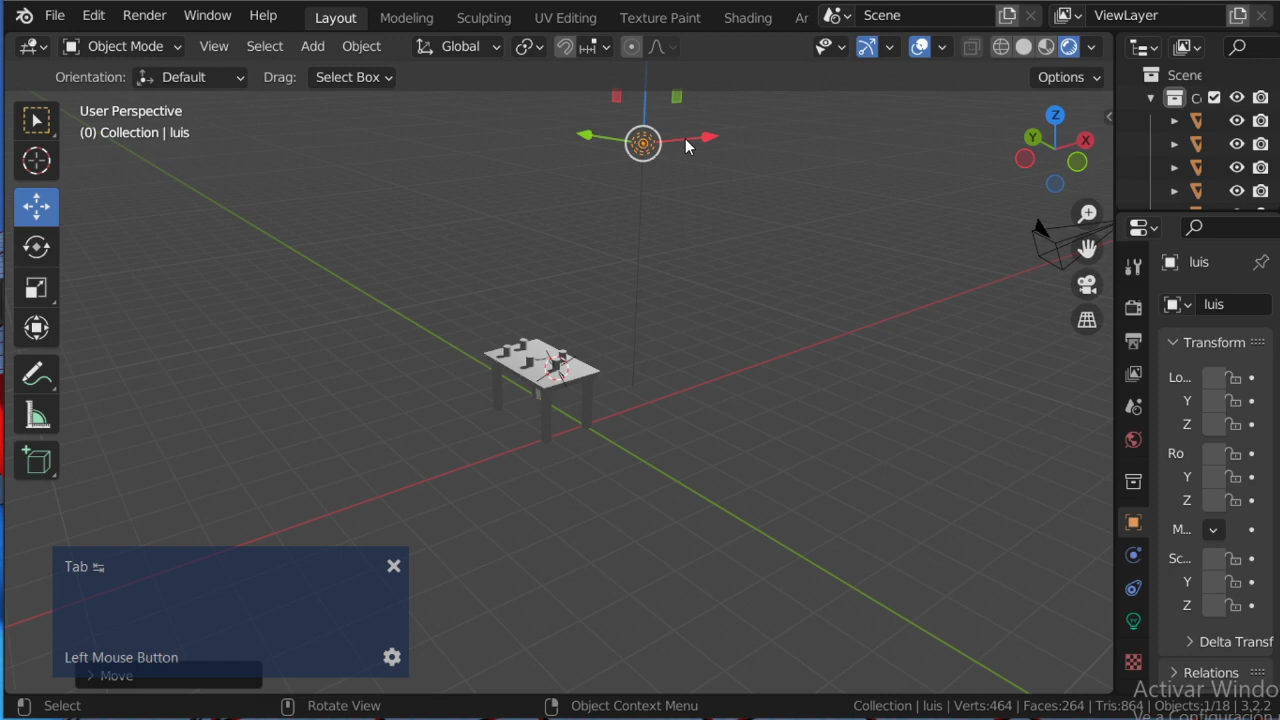 File Edit Render Window Help Layout Modeling Sculpting UV Editing Texture Paint Shading Scene ViewLayer
Object Mode View Select Add Object Global
Orientation: Default Drag: Select Box Options
User Perspective
(0) Collection | luis
Z
Y
X
Scene
luis
luis
Transform
Lo...
Y
Z
Ro
Y
Z
M...
Sc...
Y
Z
Delta Transf
Relations
Tab
Left Mouse Button
Move
Activar Windo
Select Rotate View Object Context Menu Collection | luis | Verts:464 | Faces:264 | Tris:864 | Objects:1/18 | 3.2.2